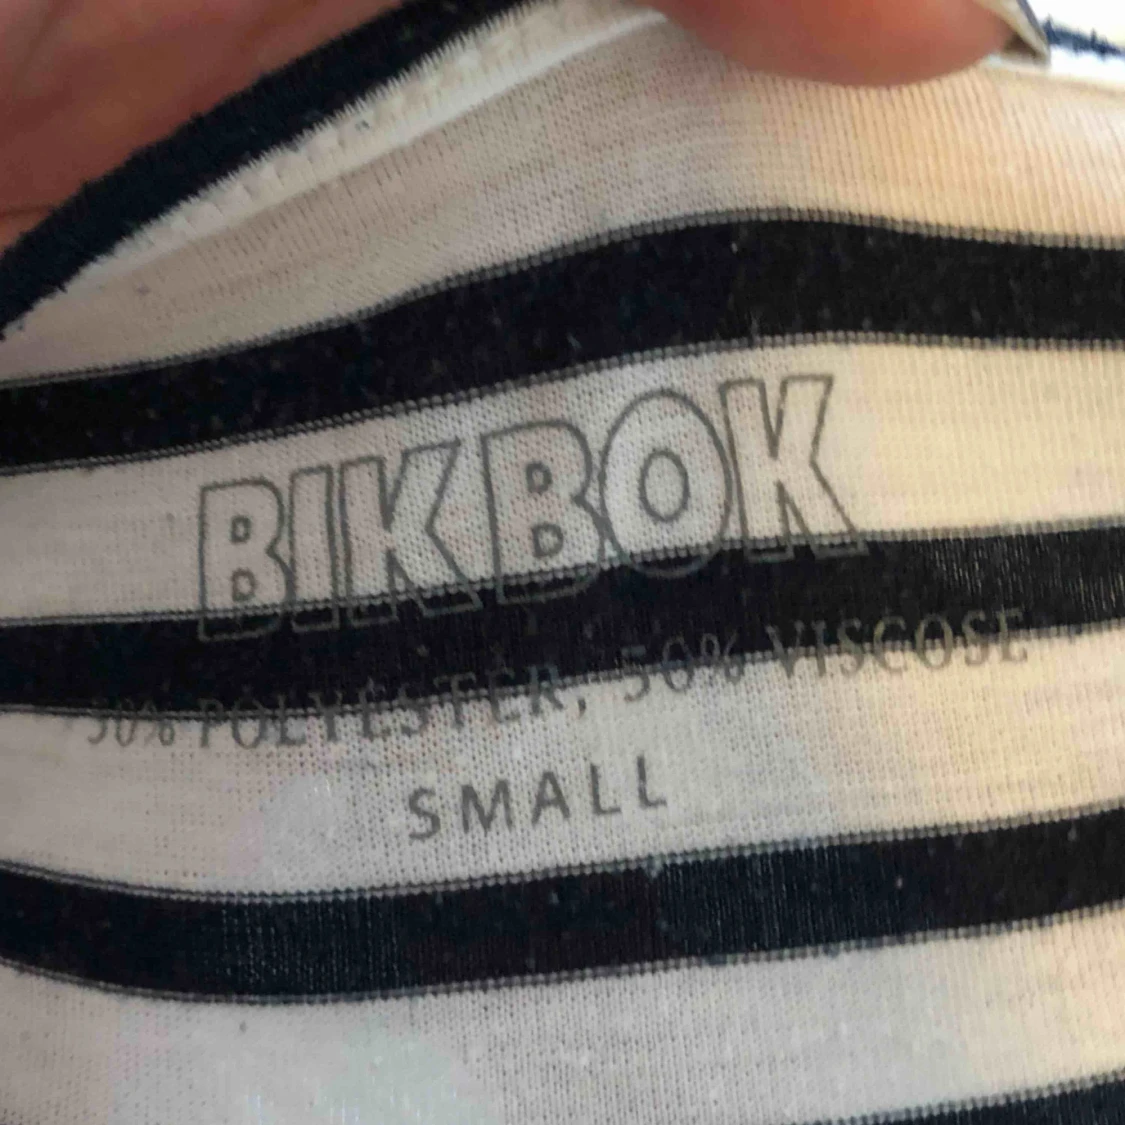 BIKBOK
50% POLYESTER, 50% VISCOSE
SMALL